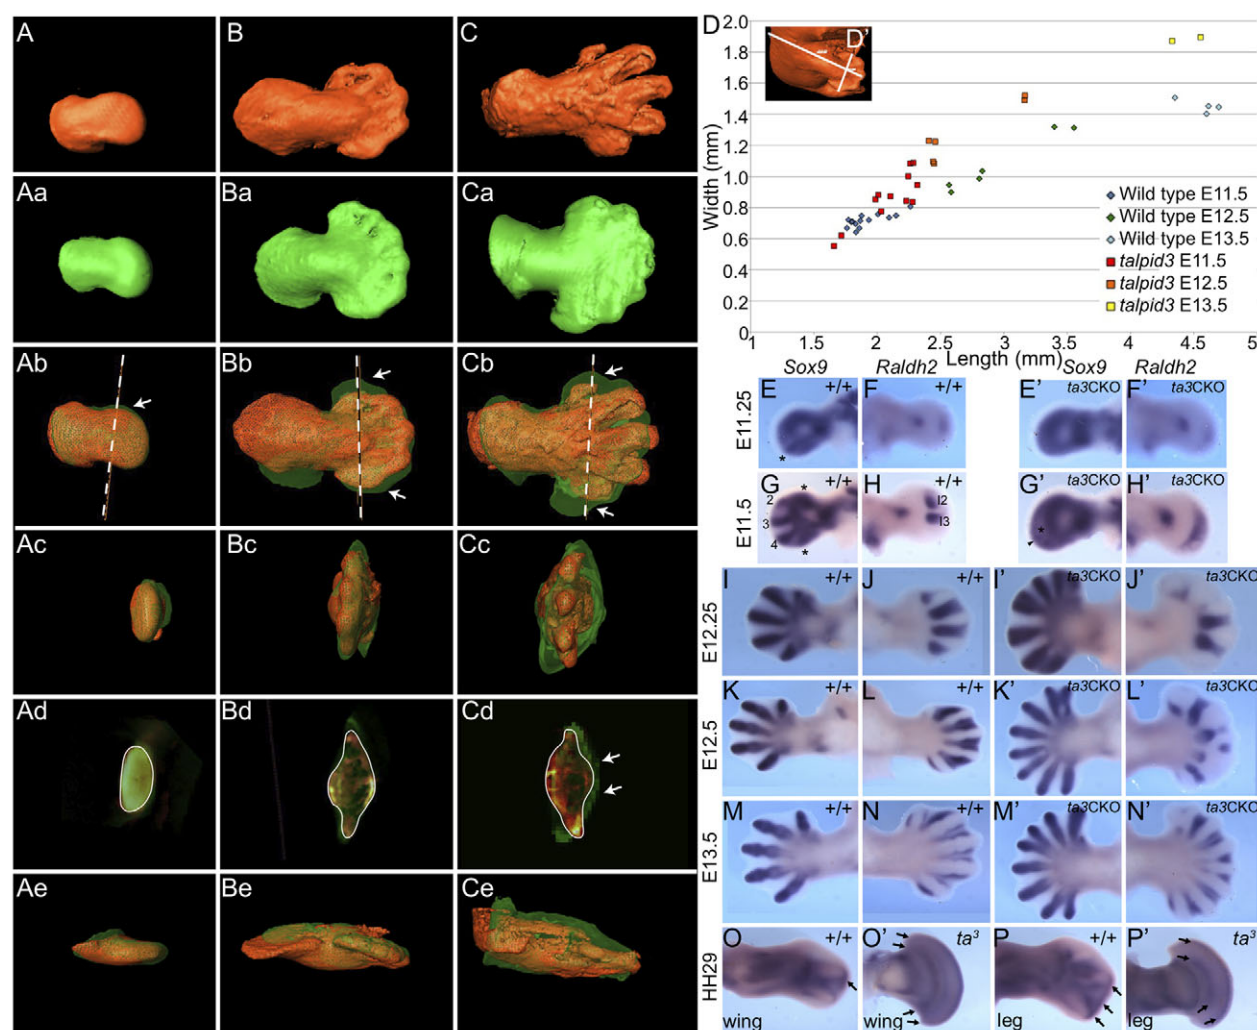 A
B
C
Aa
Ba
Ca
Ab
Bb
Cb
Ac
Bc
Cc
Ad
Bd
Cd
Ae
Be
Ce
D
D'
2.0
1.8
1.6
1.4
1.2
1.0
0.8
0.6
0.4
0.2
0
Width (mm)
Wild type E11.5
Wild type E12.5
Wild type E13.5
talpid3 E11.5
talpid3 E12.5
talpid3 E13.5
1 1.5 2 2.5 3 3.5 4 4.5 5
Length (mm)
Sox9 Raldh2 Sox9 Raldh2
E11.25
E +/+
*
F +/+
E' ta3CKO
F' ta3CKO
E11.5
G +/+
*
2
3
4
*
H +/+
I2
I3
G' ta3CKO
*
H' ta3CKO
E12.25
I +/+
J +/+
I' ta3CKO
J' ta3CKO
E12.5
K +/+
L +/+
K' ta3CKO
L' ta3CKO
E13.5
M +/+
N +/+
M' ta3CKO
N' ta3CKO
HH29
O +/+
wing
O' ta³
wing
P +/+
leg
P' ta³
leg